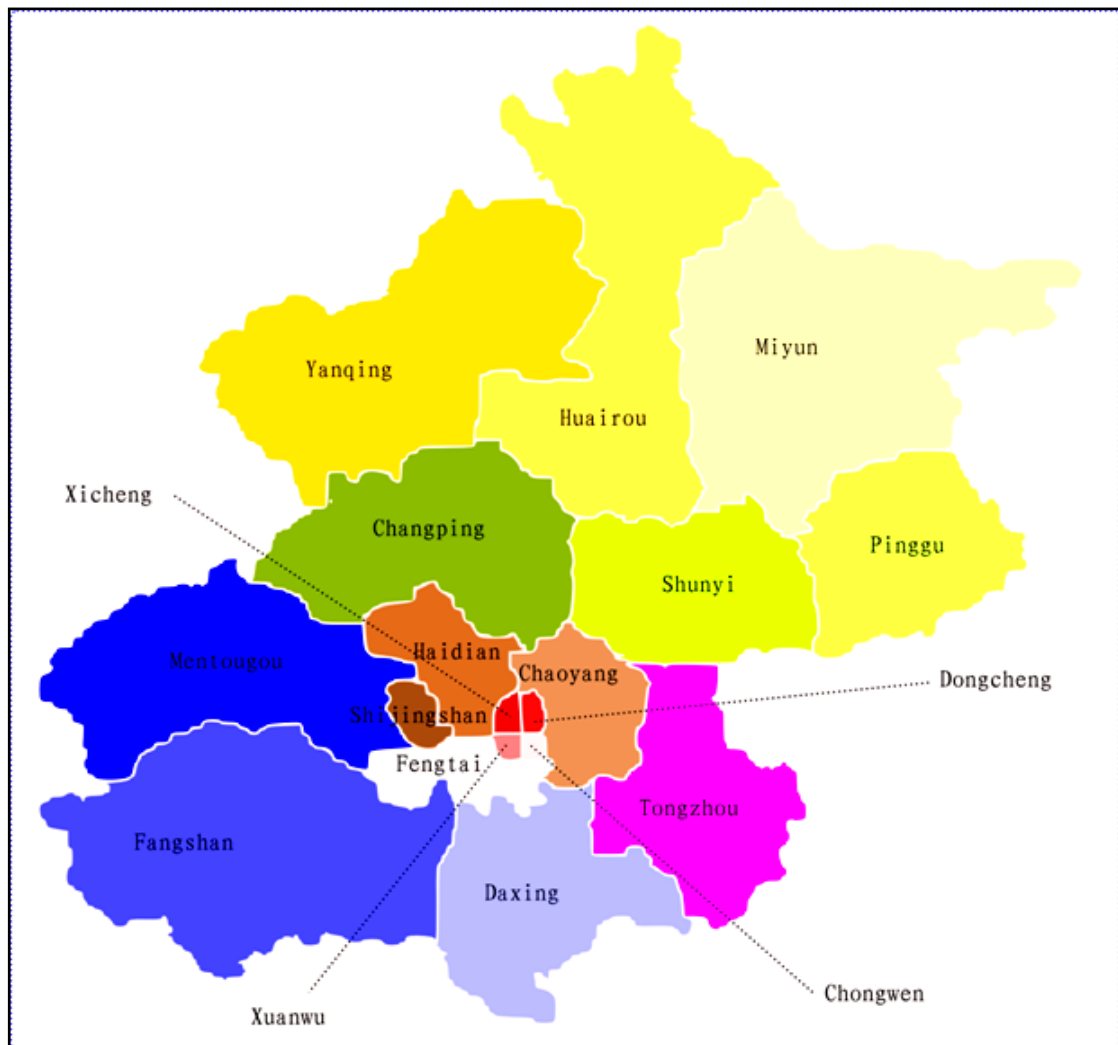 Miyun
Yanqing
Huairou
Xicheng
Changping
Pinggu
Shunyi
Haidian
Mentougou
Chaoyang
Dongcheng
Shijingshan
Fengtai
Tongzhou
Fangshan
Daxing
Chongwen
Xuanwu